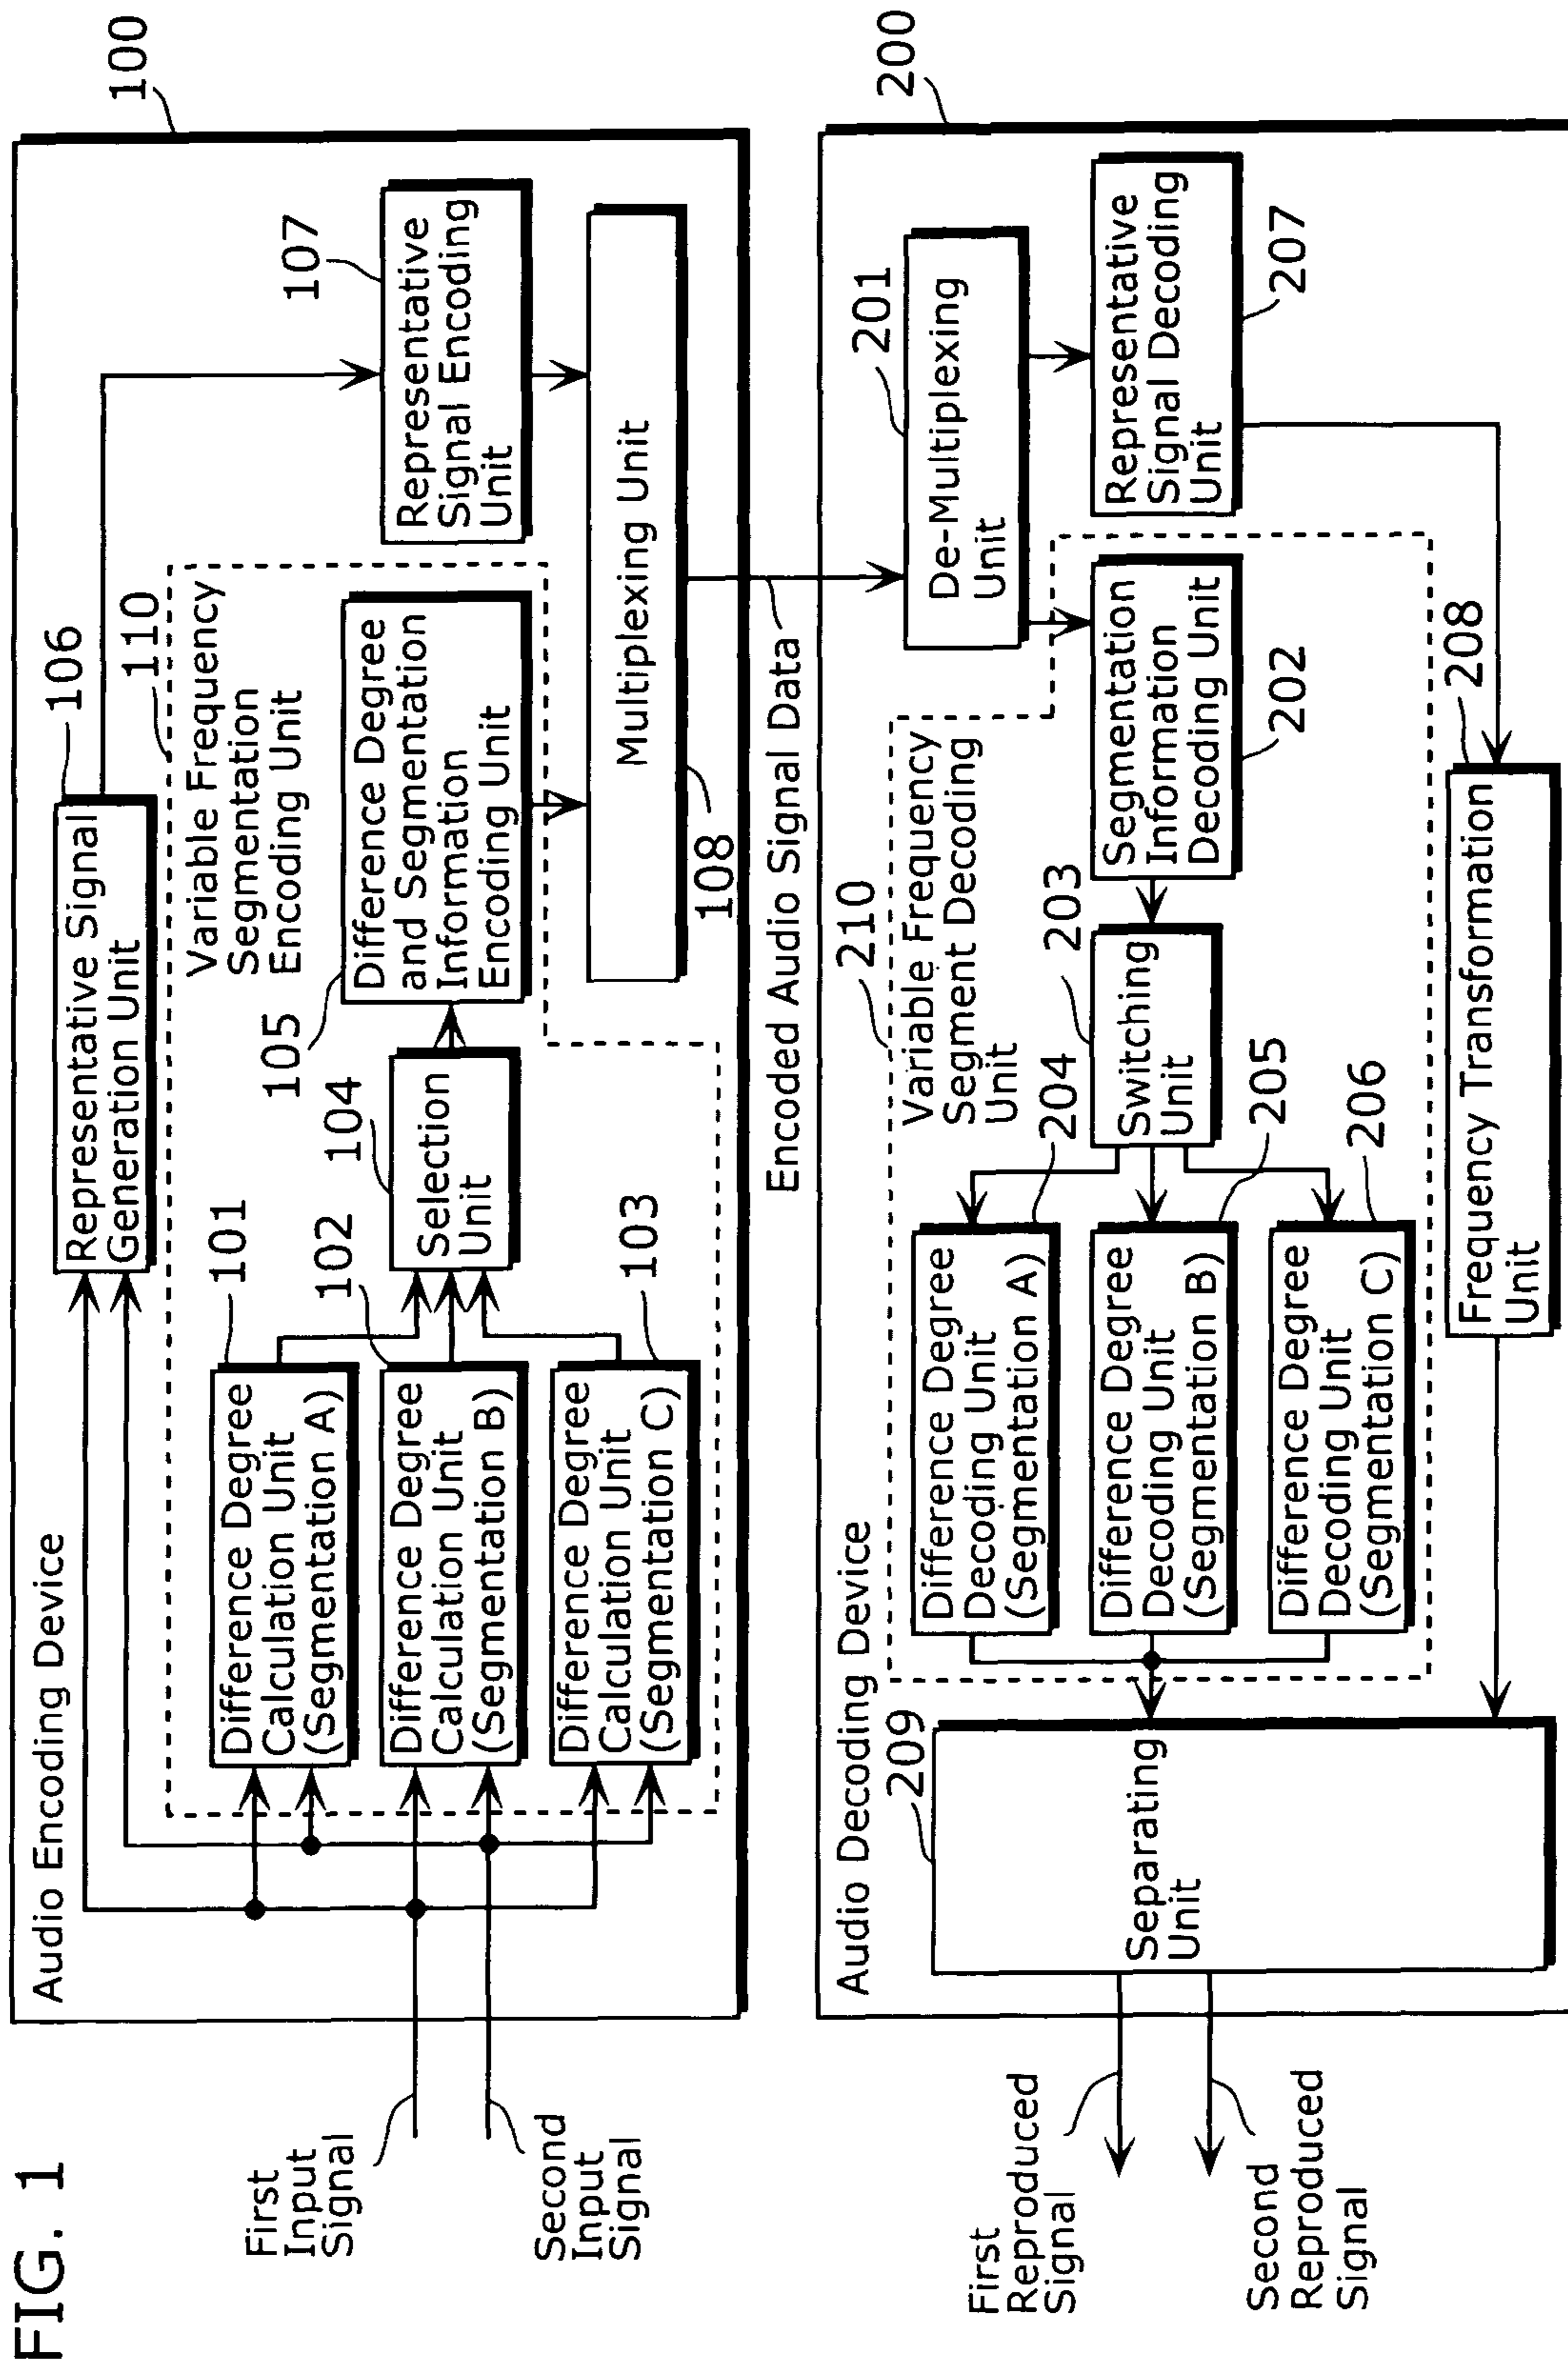 FIG. 1
Audio Encoding Device
100
First
Input
Signal
Second
Input
Signal
Representative Signal
Generation Unit
106
110
Variable Frequency
Segmentation
Encoding Unit
101
Difference Degree
Calculation Unit
(Segmentation A)
102
Difference Degree
Calculation Unit
(Segmentation B)
103
Difference Degree
Calculation Unit
(Segmentation C)
104
Selection
Unit
105
Difference Degree
and Segmentation
Information
Encoding Unit
107
Representative
Signal Encoding
Unit
Multiplexing Unit
108
Encoded Audio Signal Data
Audio Decoding Device
200
201
De-Multiplexing
Unit
210
Variable Frequency
Segment Decoding
Unit
Segmentation
Information
Decoding Unit
202
203
Switching
Unit
204
Difference Degree
Decoding Unit
(Segmentation A)
205
Difference Degree
Decoding Unit
(Segmentation B)
206
Difference Degree
Decoding Unit
(Segmentation C)
Representative
Signal Decoding
Unit
207
208
Frequency Transformation
Unit
209
Separating
Unit
First
Reproduced
Signal
Second
Reproduced
Signal